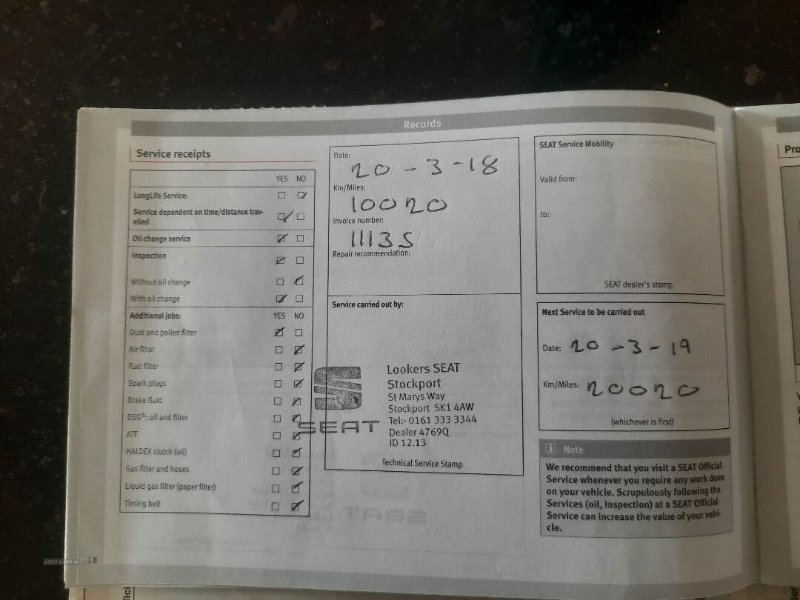 Records
Service receipts
YES NO
LongLife Service:
Service dependent on time/distance trav-
elled
Oil change service
Inspection
Without oil change
With oil change
Additional jobs: YES NO
Dust and pollen filter
Air filter
Fuel filter
Spark plugs
Brake fluid
DSG®: oil and filter
ATF
HALDEX clutch (oil)
Gas filter and hoses
Liquid gas filter (paper filter)
Timing belt
Date:
20 - 3 - 18
Km/Miles:
10020
Invoice number:
11135
Repair recommendation:
Service carried out by:
SEAT
Lookers SEAT
Stockport
St Marys Way
Stockport SK1 4AW
Tel:- 0161 333 3344
Dealer 4769Q
ID 12.13
Technical Service Stamp
SEAT Service Mobility
Valid from:
to:
SEAT dealer's stamp
Next Service to be carried out
Date: 20 - 3 - 19
Km/Miles: 20020
(whichever is first)
Note
We recommend that you visit a SEAT Official
Service whenever you require any work done
on your vehicle. Scrupulously following the
Services (oil, inspection) at a SEAT Official
Service can increase the value of your vehi-
cle.
18
Pro